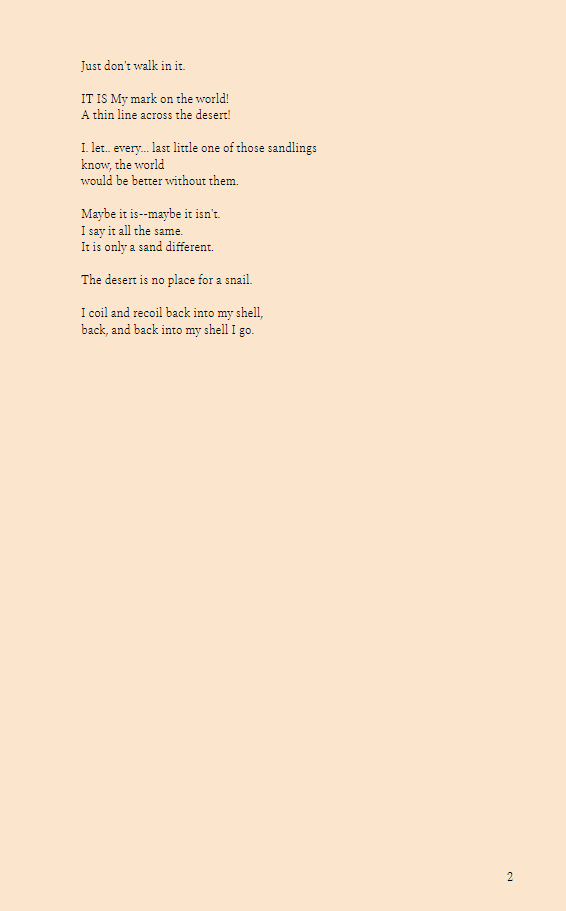 Just don't walk in it.
IT IS My mark on the world!
A thin line across the desert!
I. let.. every... last little one of those sandlings
know, the world
would be better without them.
Maybe it is--maybe it isn't.
I say it all the same.
It is only a sand different.
The desert is no place for a snail.
I coil and recoil back into my shell,
back, and back into my shell I go.
2